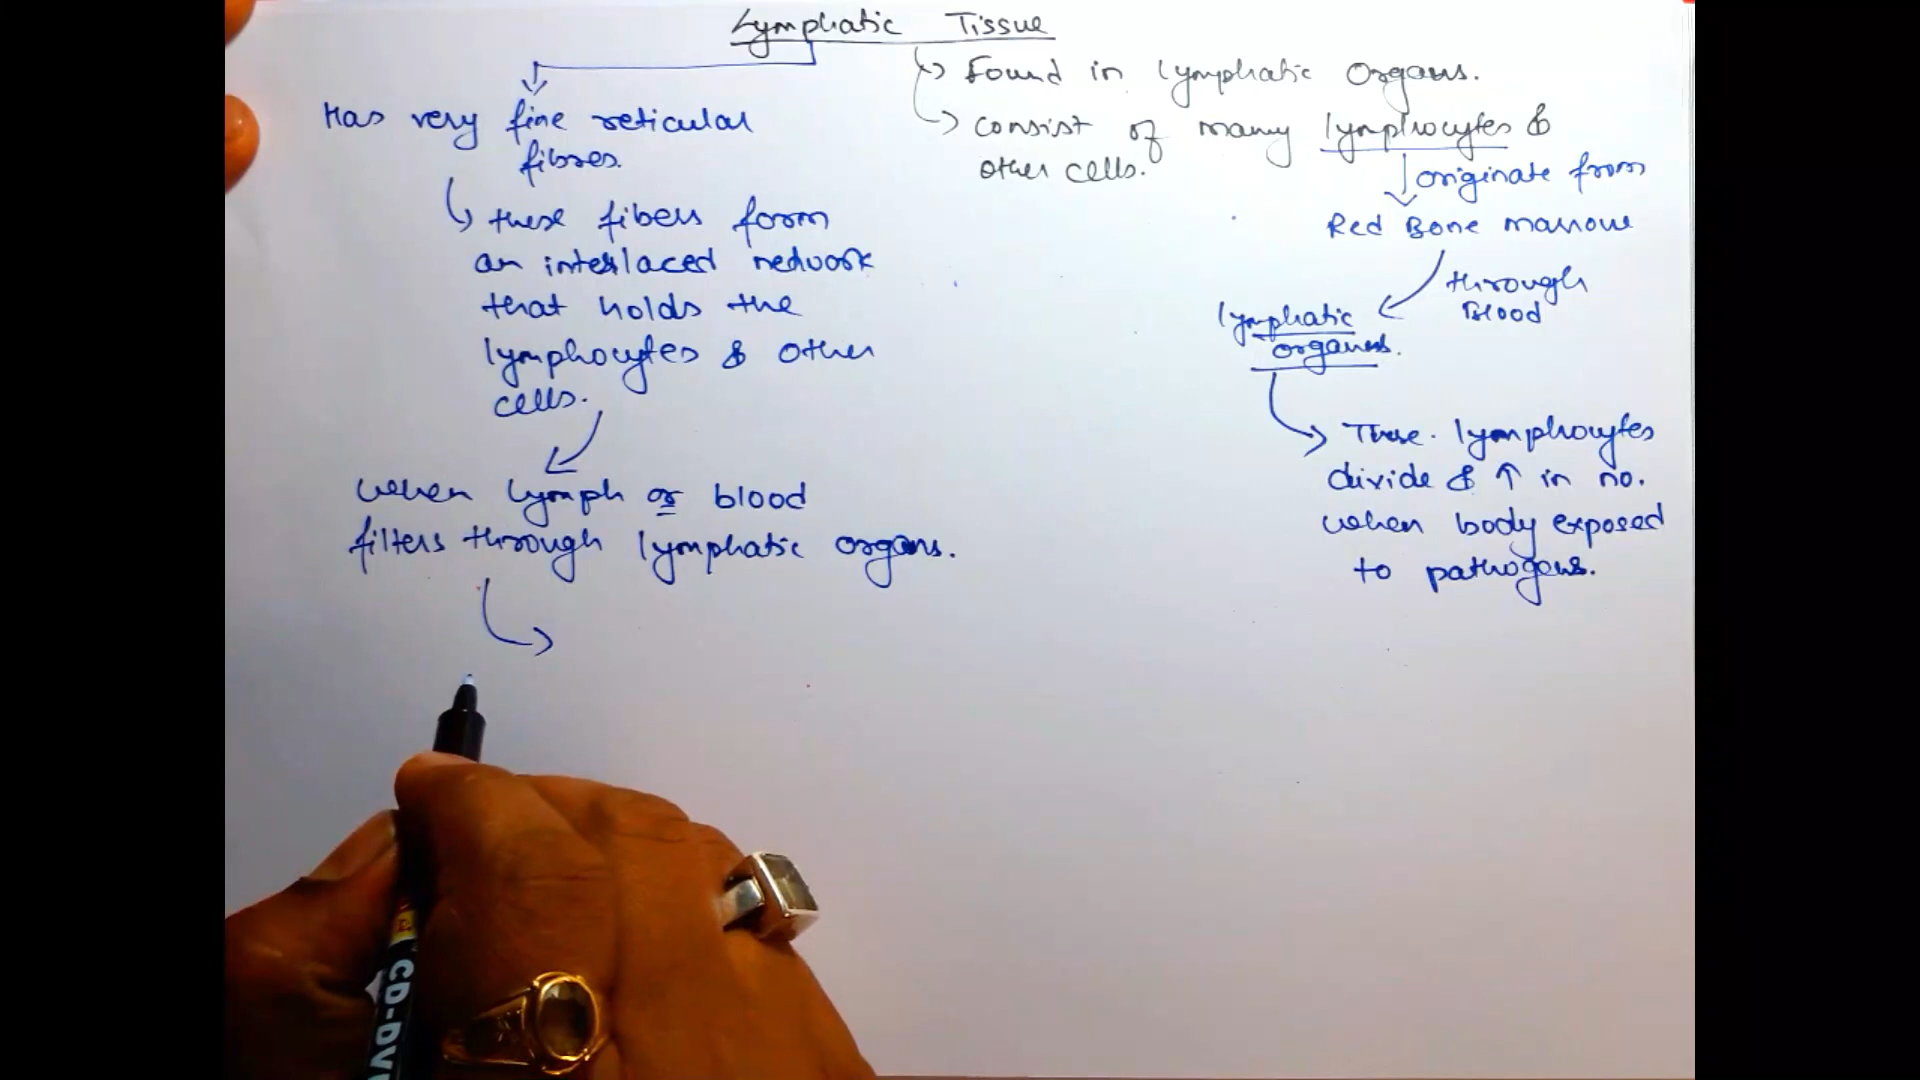 Lymphatic Tissue
Has very fine reticular
fibres.
these fibers form
an interlaced network
that holds the
lymphocytes & other
cells.
when lymph or blood
filters through lymphatic organs.
Found in lymphatic organs.
consist of many lymphocytes &
other cells.
originate from
Red Bone marrow
through
Blood
lymphatic
organs.
These lymphocytes
divide & ↑ in no.
when body exposed
to pathogens.
CD-DV